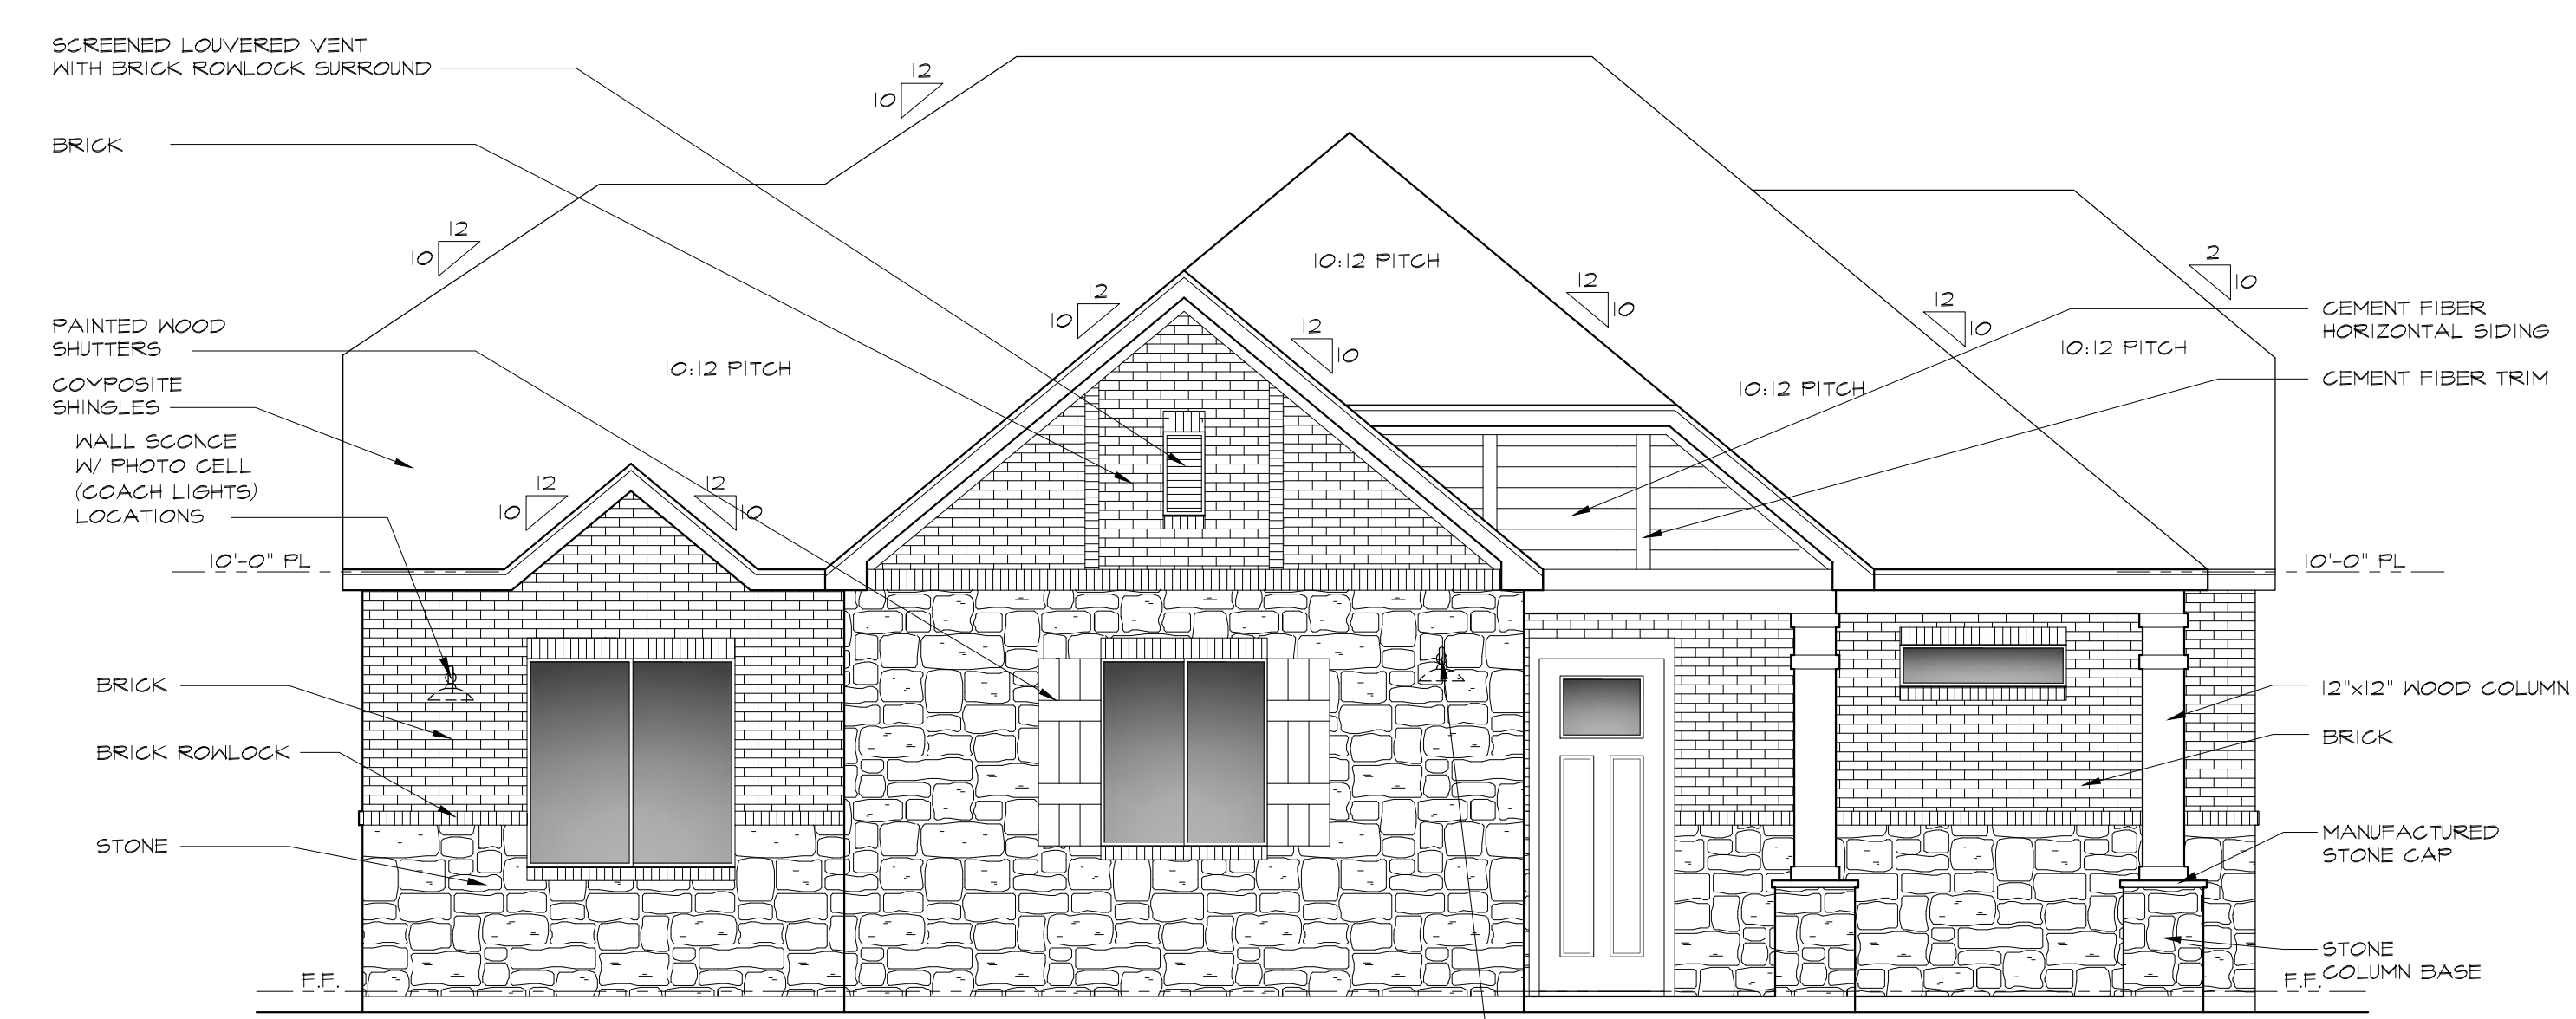 SCREENED LOUVERED VENT
WITH BRICK ROWLOCK SURROUND
BRICK
PAINTED WOOD
SHUTTERS
COMPOSITE
SHINGLES
WALL SCONCE
W/ PHOTO CELL
(COACH LIGHTS)
LOCATIONS
10'-0" PL
BRICK
BRICK ROWLOCK
STONE
F.F.
12
10
12
10
12
10
12
10
10:12 PITCH
12
10
12
10
10:12 PITCH
12
10
10:12 PITCH
12
10
10:12 PITCH
12
10
CEMENT FIBER
HORIZONTAL SIDING
CEMENT FIBER TRIM
10'-0" PL
12"x12" WOOD COLUMN
BRICK
MANUFACTURED
STONE CAP
STONE
COLUMN BASE
F.F.